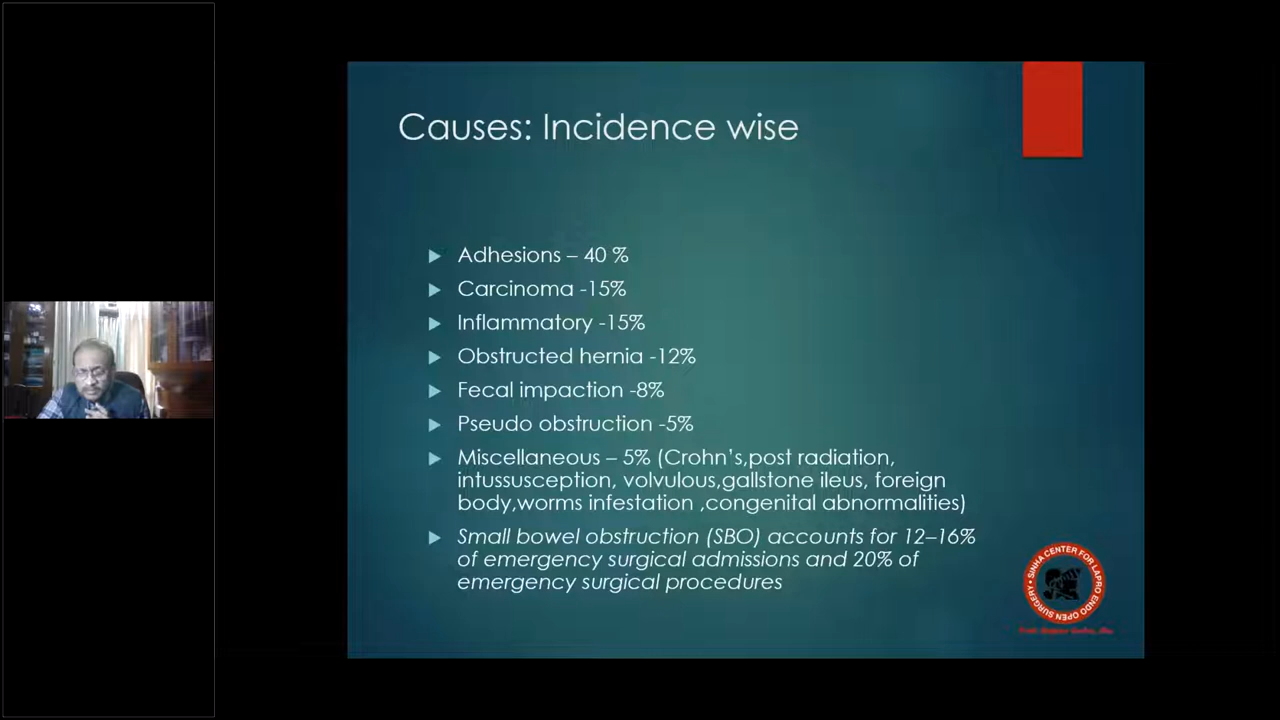 Causes: Incidence wise
Adhesions – 40 %
Carcinoma -15%
Inflammatory -15%
Obstructed hernia -12%
Fecal impaction -8%
Pseudo obstruction -5%
Miscellaneous – 5% (Crohn's,post radiation,
intussusception, volvulous,gallstone ileus, foreign
body,worms infestation ,congenital abnormalities)
Small bowel obstruction (SBO) accounts for 12–16%
of emergency surgical admissions and 20% of
emergency surgical procedures
SINHA CENTER FOR LAPRO ENDO OPEN SURGERY